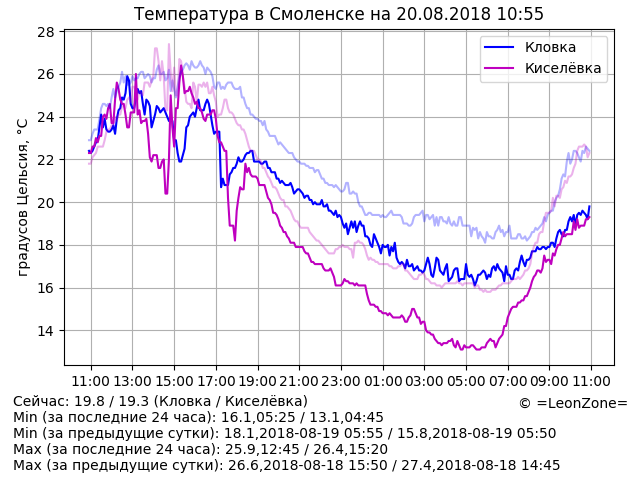 Температура в Смоленске на 20.08.2018 10:55
градусов Цельсия, °C
28
26
24
22
20
18
16
14
Кловка
Киселёвка
11:00 13:00 15:00 17:00 19:00 21:00 23:00 01:00 03:00 05:00 07:00 09:00 11:00
Сейчас: 19.8 / 19.3 (Кловка / Киселёвка)
© =LeonZone=
Min (за последние 24 часа): 16.1,05:25 / 13.1,04:45
Min (за предыдущие сутки): 18.1,2018-08-19 05:55 / 15.8,2018-08-19 05:50
Max (за последние 24 часа): 25.9,12:45 / 26.4,15:20
Max (за предыдущие сутки): 26.6,2018-08-18 15:50 / 27.4,2018-08-18 14:45